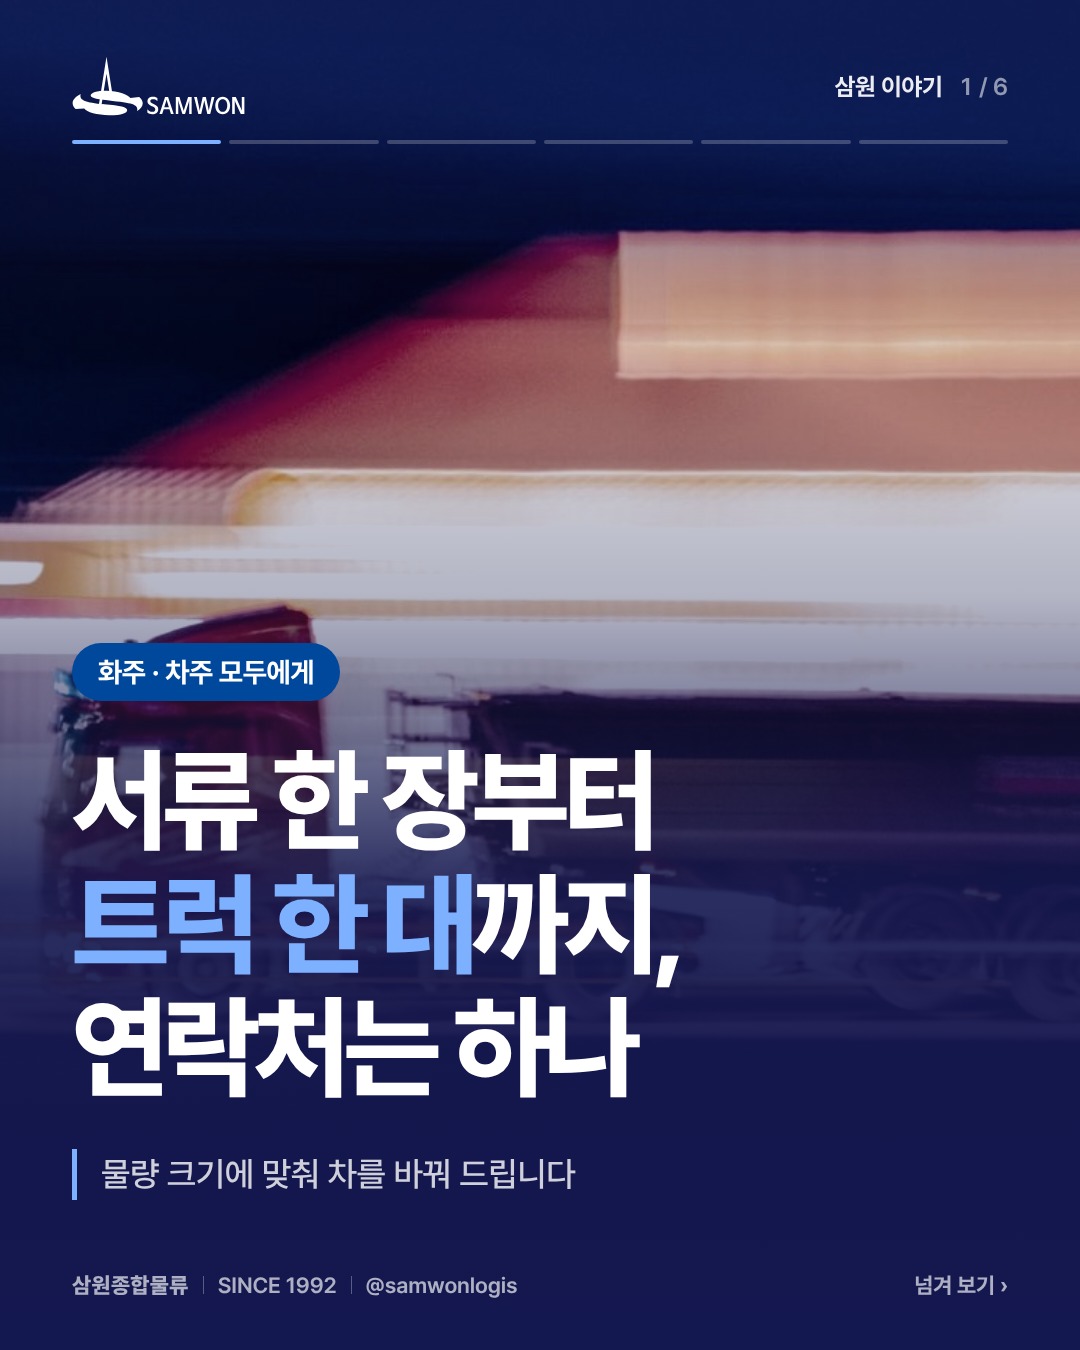 SAMWON
삼원 이야기 1 / 6
화주 · 차주 모두에게
서류 한 장부터
트럭 한 대까지,
연락처는 하나
물량 크기에 맞춰 차를 바꿔 드립니다
삼원종합물류 | SINCE 1992 | @samwonlogis
넘겨 보기 ›